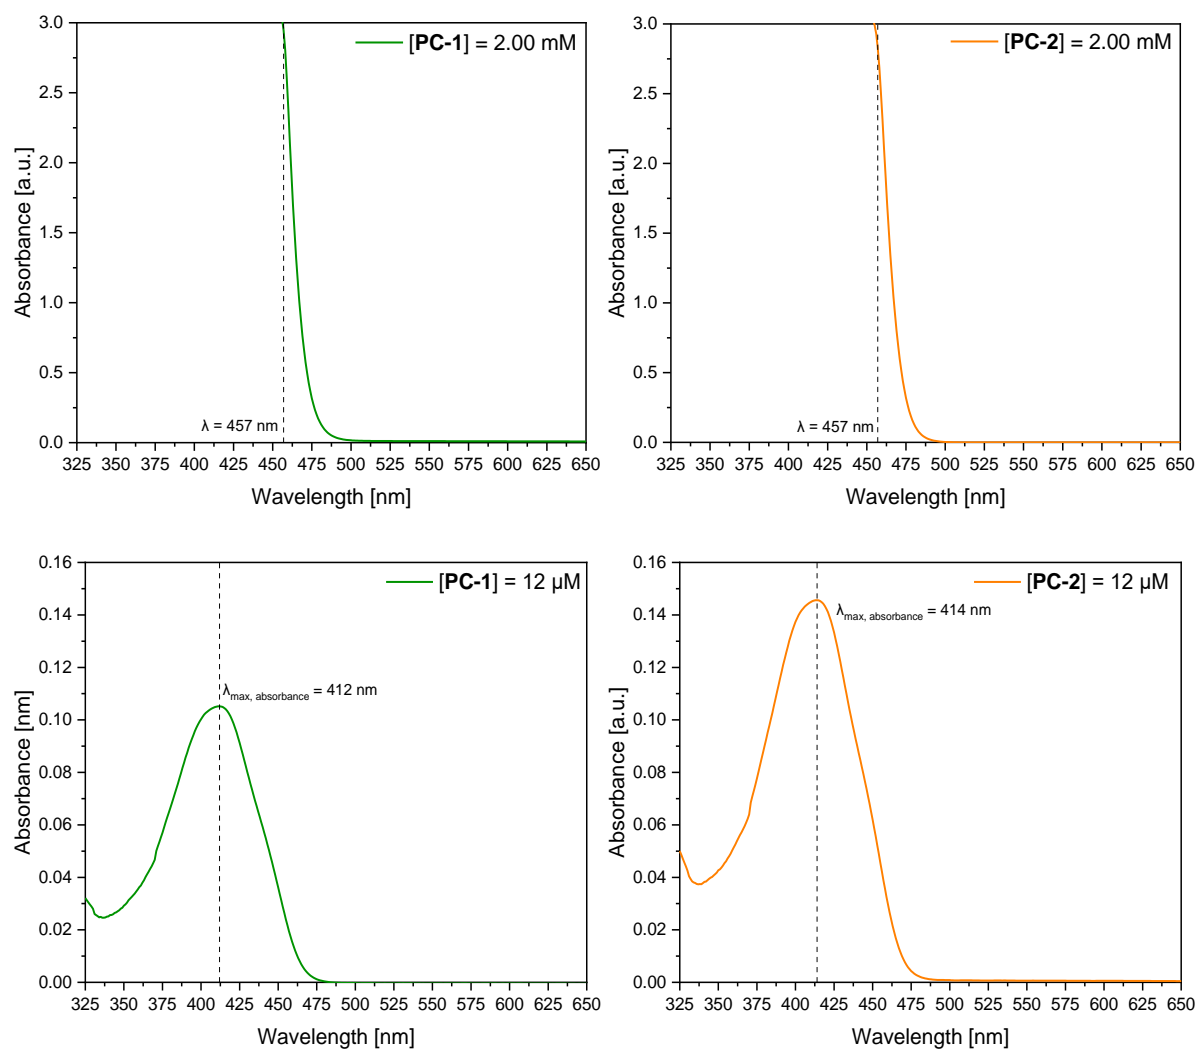 [PC-1] = 2.00 mM
Absorbance [a.u.]
3.0
2.5
2.0
1.5
1.0
0.5
0.0
λ = 457 nm
325 350 375 400 425 450 475 500 525 550 575 600 625 650
Wavelength [nm]
[PC-2] = 2.00 mM
Absorbance [a.u.]
3.0
2.5
2.0
1.5
1.0
0.5
0.0
λ = 457 nm
325 350 375 400 425 450 475 500 525 550 575 600 625 650
Wavelength [nm]
[PC-1] = 12 µM
Absorbance [nm]
0.16
0.14
0.12
0.10
0.08
0.06
0.04
0.02
0.00
λmax, absorbance = 412 nm
325 350 375 400 425 450 475 500 525 550 575 600 625 650
Wavelength [nm]
[PC-2] = 12 µM
Absorbance [a.u.]
0.16
0.14
0.12
0.10
0.08
0.06
0.04
0.02
0.00
λmax, absorbance = 414 nm
325 350 375 400 425 450 475 500 525 550 575 600 625 650
Wavelength [nm]